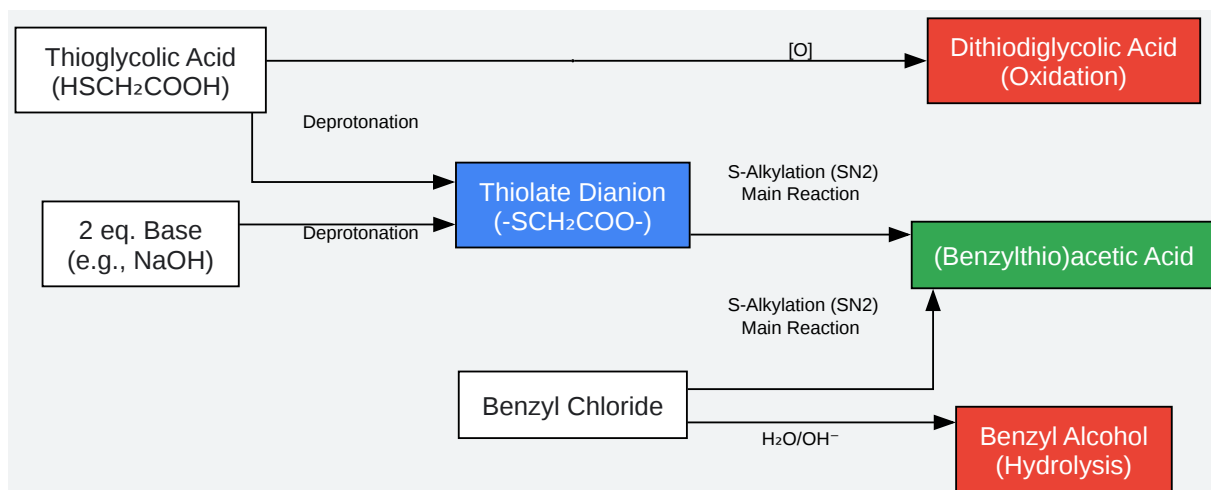 Thioglycolic Acid
(HSCH₂COOH)
[O]
Dithiodiglycolic Acid
(Oxidation)
Deprotonation
2 eq. Base
(e.g., NaOH)
Deprotonation
Thiolate Dianion
(-SCH₂COO-)
S-Alkylation (SN2)
Main Reaction
(Benzylthio)acetic Acid
S-Alkylation (SN2)
Main Reaction
Benzyl Chloride
H₂O/OH⁻
Benzyl Alcohol
(Hydrolysis)